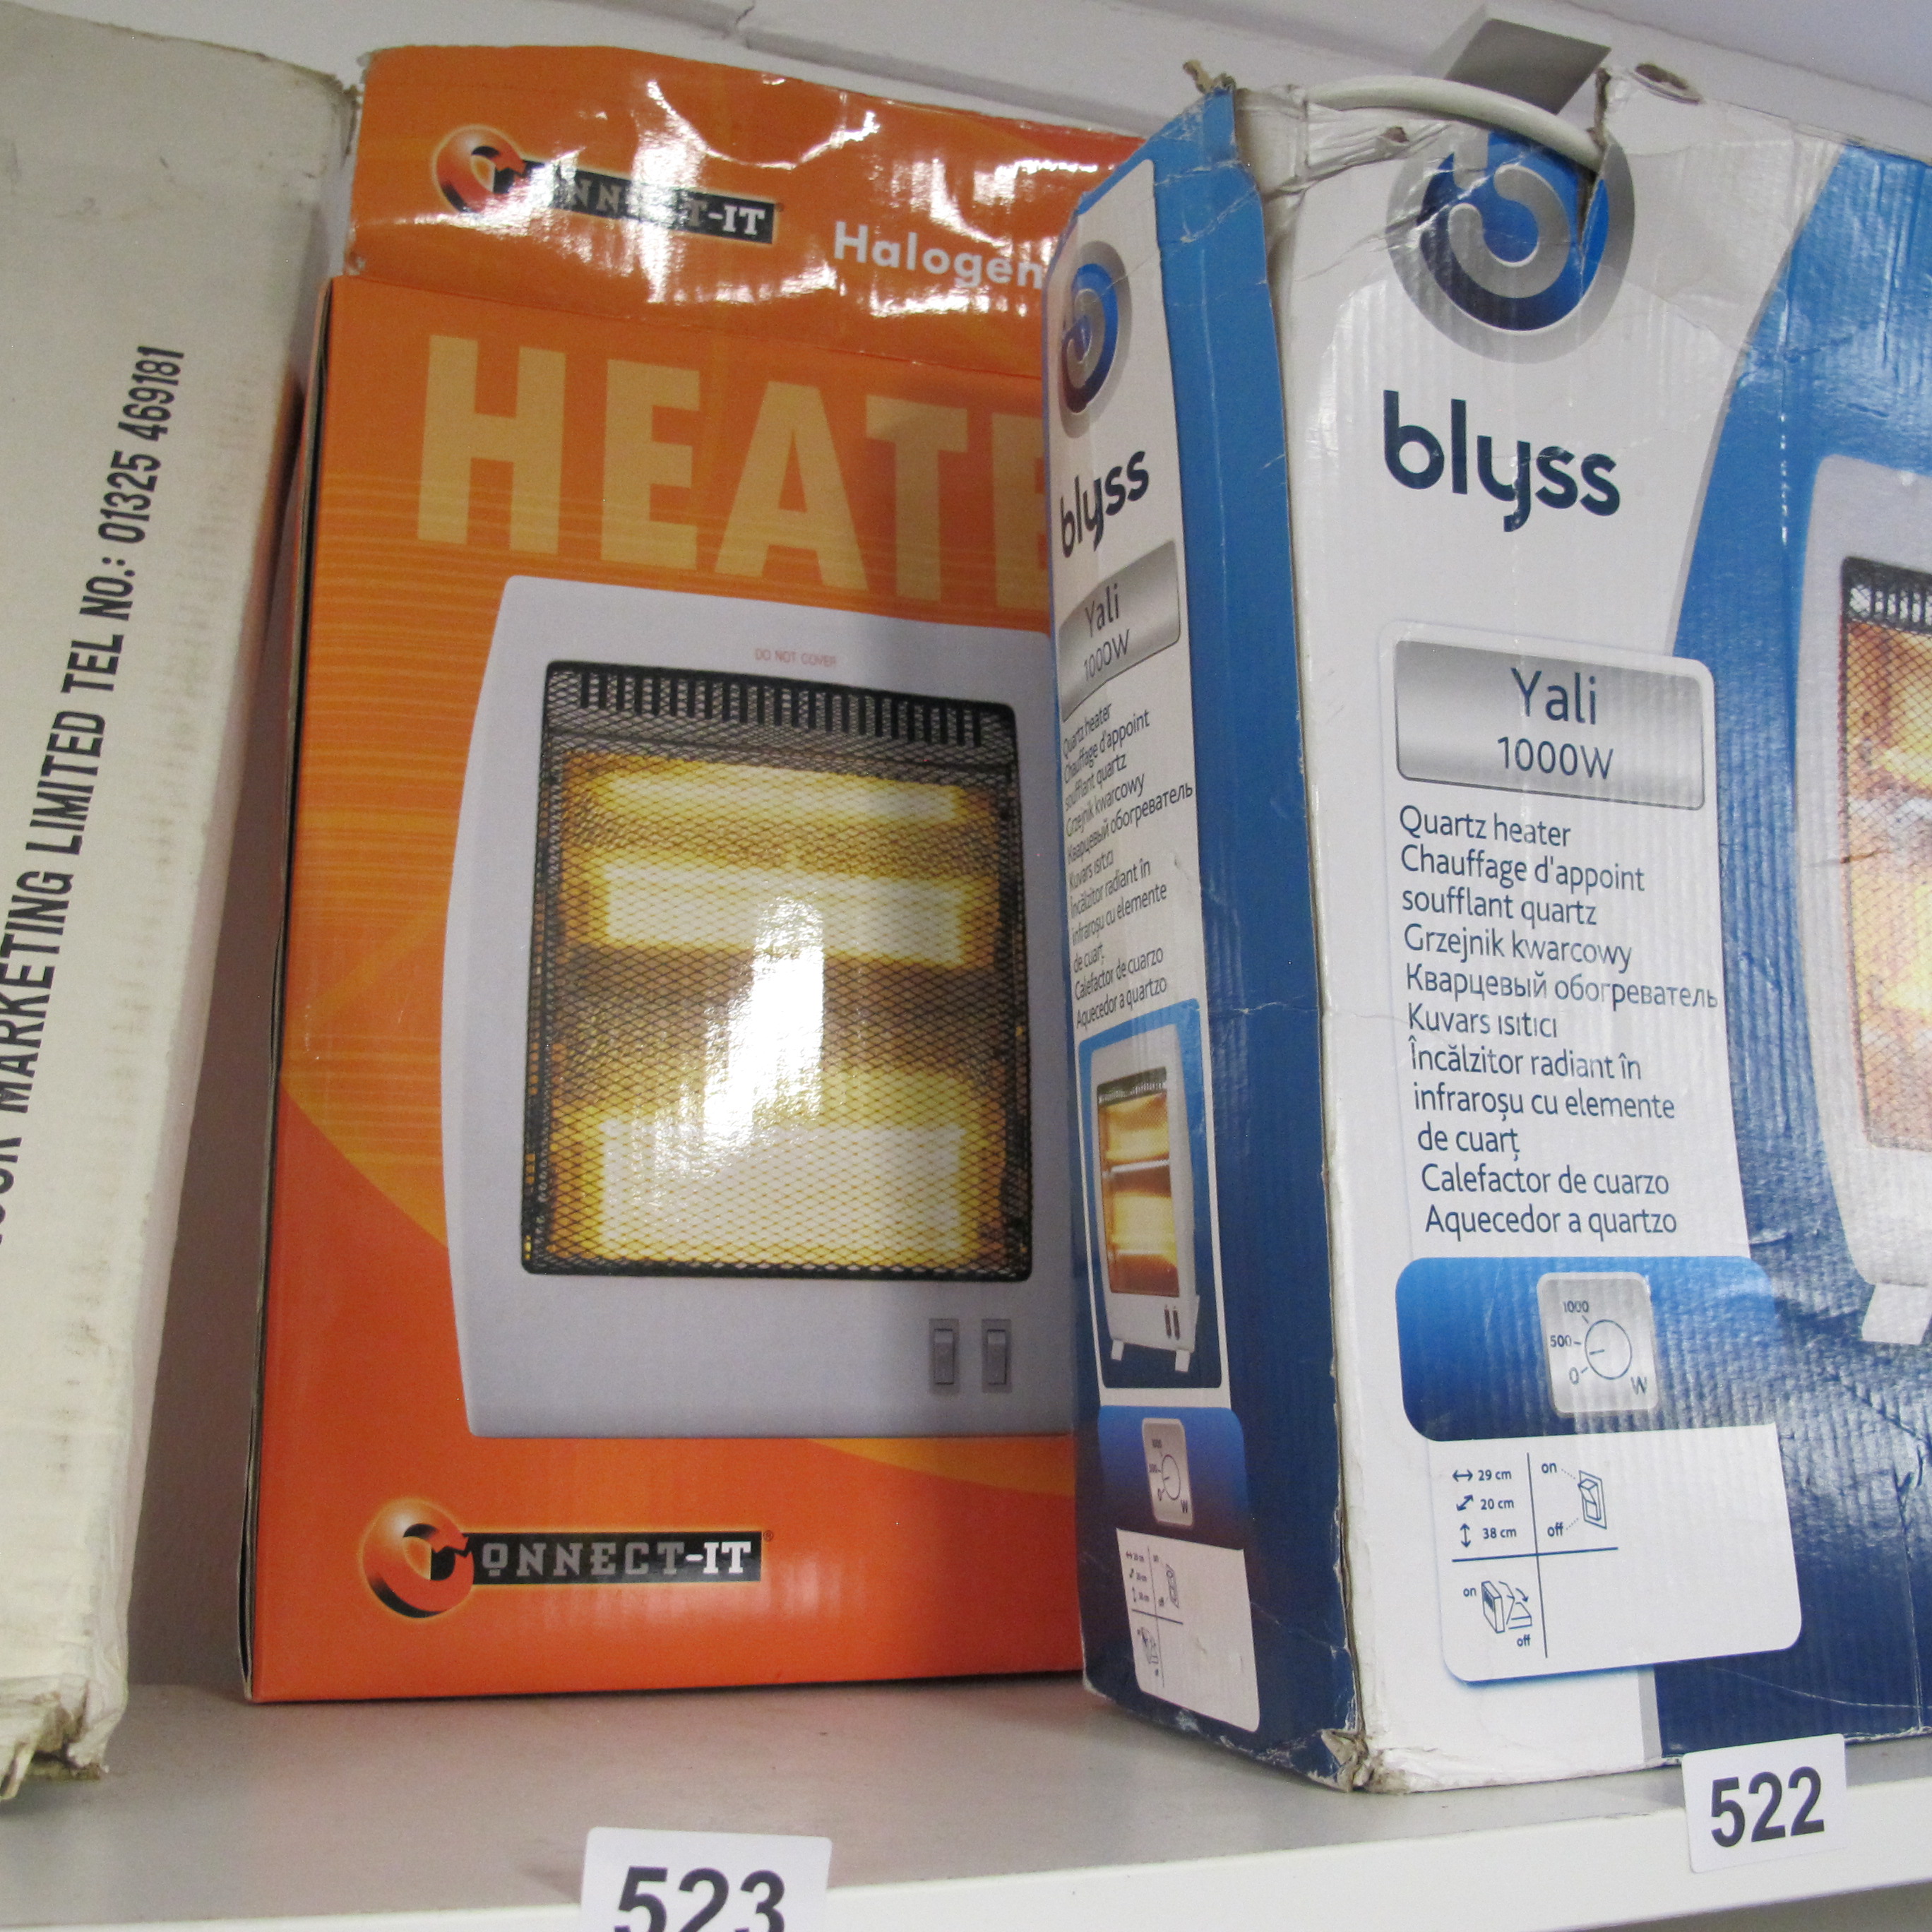 MARKETING LIMITED TEL NO.: 01325 469181
CONNECT-IT
Halogen
HEATE
DO NOT COVER
CONNECT-IT®
blyss
Yali
1000W
Quartz heater
Chauffage d'appoint
soufflant quartz
Grzejnik kwarcowy
Кварцевый обогреватель
Kuvars ısıtıcı
Încălzitor radiant în
infraroșu cu elemente
de cuarț
Calefactor de cuarzo
Aquecedor a quartzo
blyss
Yali
1000W
Quartz heater
Chauffage d'appoint
soufflant quartz
Grzejnik kwarcowy
Кварцевый обогреватель
Kuvars ısıtıcı
Încălzitor radiant în
infraroșu cu elemente
de cuarț
Calefactor de cuarzo
Aquecedor a quartzo
1000
500
0
W
29 cm
20 cm
38 cm
on
off
on
off
523
522